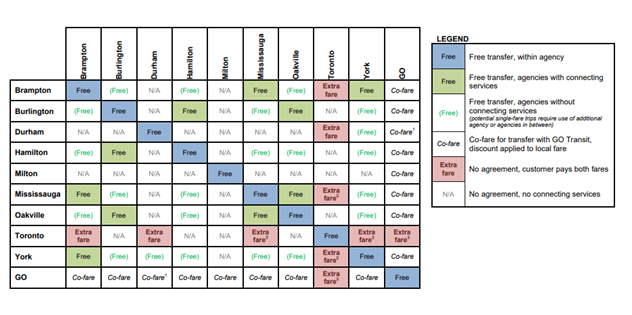 Brampton Burlington Durham Hamilton Milton Mississauga Oakville Toronto York GO
Brampton Free (Free) N/A (Free) N/A Free (Free) Extra fare Free Co-fare
Burlington (Free) Free N/A Free N/A (Free) Free N/A (Free) Co-fare
Durham N/A N/A Free N/A N/A N/A N/A Extra fare (Free) Co-fare¹
Hamilton (Free) Free N/A Free N/A (Free) (Free) N/A (Free) Co-fare
Milton N/A N/A N/A N/A Free N/A N/A N/A N/A Co-fare
Mississauga Free (Free) N/A (Free) N/A Free Free Extra fare² (Free) Co-fare
Oakville (Free) Free N/A (Free) N/A Free Free N/A (Free) Co-fare
Toronto Extra fare N/A Extra fare N/A N/A Extra fare² N/A Free Extra fare² Extra fare³
York Free (Free) (Free) (Free) N/A (Free) (Free) Extra fare² Free Co-fare
GO Co-fare Co-fare Co-fare¹ Co-fare Co-fare Co-fare Co-fare Extra fare³ Co-fare Free
LEGEND
Free Free transfer, within agency
Free Free transfer, agencies with connecting
services
(Free) Free transfer, agencies without
connecting services
(potential single-fare trips require use of additional
agency or agencies in between)
Co-fare Co-fare for transfer with GO Transit,
discount applied to local fare
Extra fare No agreement, customer pays both fares
N/A No agreement, no connecting services